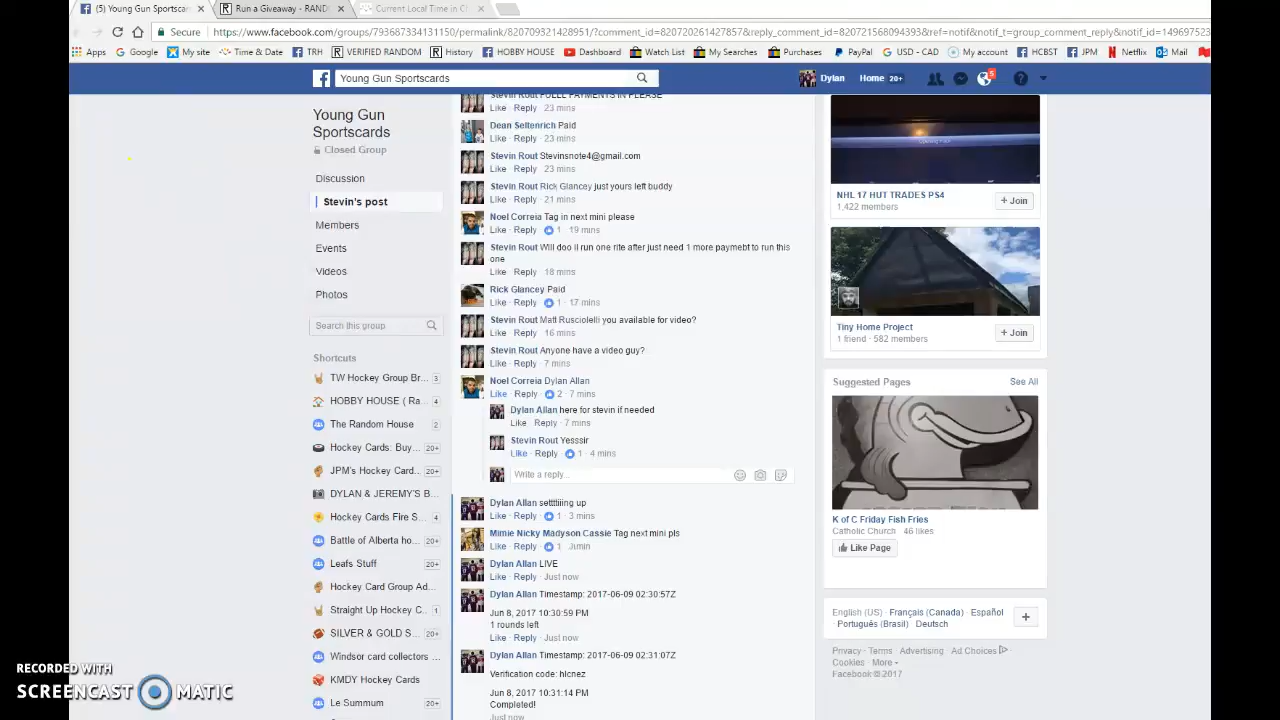 (5) Young Gun Sportscar
Run a Giveaway - RAND
Current Local Time in C
Secure
https://www.facebook.com/groups/793687334131150/permalink/820709321428951/?comment_id=820720261427857&reply_comment_id=820721568094393&ref=notif&notif_t=group_comment_reply&notif_id=149697523
Apps Google My site Time & Date TRH VERIFIED RANDOM History HOBBY HOUSE Dashboard Watch List My Searches Purchases PayPal USD - CAD My account HCBST JPM Netflix Mail
Young Gun Sportscards
Dylan Home 20+ 5
Young Gun
Sportscards
Closed Group
Discussion
Stevin's post
Members
Events
Videos
Photos
Search this group
Shortcuts
TW Hockey Group Br... 3
HOBBY HOUSE ( Ra... 4
The Random House 2
Hockey Cards: Buy... 20+
JPM's Hockey Card... 20+
DYLAN & JEREMY'S B...
Hockey Cards Fire S... 4
Battle of Alberta ho... 20+
Leafs Stuff 20+
Hockey Card Group Ad...
Straight Up Hockey C... 1
SILVER & GOLD S... 20+
Windsor card collectors ...
KMDY Hockey Cards
Le Summum 20+
Stevin Rout FULLL PAYMENTS IN PLEASE
Like · Reply · 23 mins
Dean Seltenrich Paid
Like · Reply · 23 mins
Stevin Rout Stevinsnote4@gmail.com
Like · Reply · 23 mins
Stevin Rout Rick Glancey just yours left buddy
Like · Reply · 21 mins
Noel Correia Tag in next mini please
Like · Reply · 1 · 19 mins
Stevin Rout Will doo Il run one rite after just need 1 more paymebt to run this
one
Like · Reply · 18 mins
Rick Glancey Paid
Like · Reply · 1 · 17 mins
Stevin Rout Matt Rusciolelli you available for video?
Like · Reply · 16 mins
Stevin Rout Anyone have a video guy?
Like · Reply · 7 mins
Noel Correia Dylan Allan
Like · Reply · 2 · 7 mins
Dylan Allan here for stevin if needed
Like · Reply · 7 mins
Stevin Rout Yesssir
Like · Reply · 1 · 4 mins
Write a reply...
Dylan Allan setttttiiing up
Like · Reply · 1 · 3 mins
Mimie Nicky Madyson Cassie Tag next mini pls
Like · Reply · 1 · 1 min
Dylan Allan LIVE
Like · Reply · Just now
Dylan Allan Timestamp: 2017-06-09 02:30:57Z
Jun 8, 2017 10:30:59 PM
1 rounds left
Like · Reply · Just now
Dylan Allan Timestamp: 2017-06-09 02:31:07Z
Verification code: hlcnez
Jun 8, 2017 10:31:14 PM
Completed!
Just now
NHL 17 HUT TRADES PS4
1,422 members
+ Join
Tiny Home Project
1 friend · 582 members
+ Join
Suggested Pages See All
K of C Friday Fish Fries
Catholic Church · 46 likes
Like Page
English (US) · Français (Canada) · Español ·
Português (Brasil) · Deutsch
+
Privacy · Terms · Advertising · Ad Choices ·
Cookies · More
Facebook © 2017
RECORDED WITH
SCREENCAST MATIC